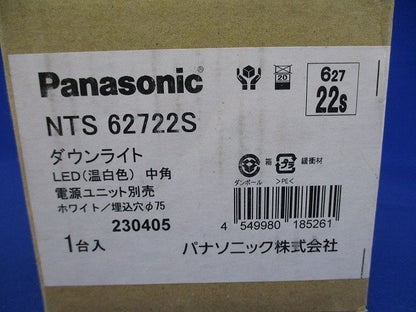 Panasonic®
20
627
22s
NTS 62722S
ダウンライト
LED(温白色) 中角
電源ユニット別売
ホワイト/埋込穴φ75
230405
1台入
ダンボール
箱
プラ
緩衝材
>PE<
4 549980 185261
パナソニック株式会社